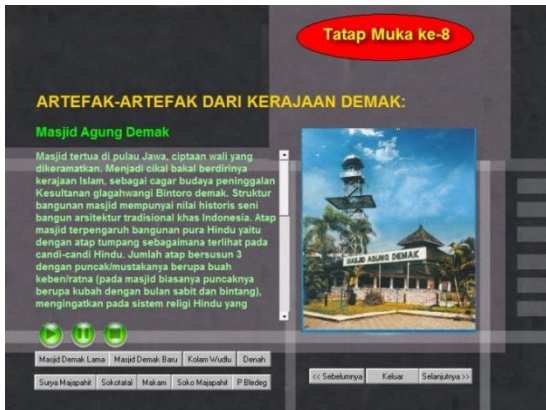 Tatap Muka ke-8
ARTEFAK-ARTEFAK DARI KERAJAAN DEMAK:
Masjid Agung Demak
Masjid tertua di pulau Jawa, ciptaan wali yang
dikeramatkan. Menjadi cikal bakal berdirinya
kerajaan Islam, sebagai cagar budaya peninggalan
Kesultanan glagahwangi Bintoro demak. Struktur
bangunan masjid mempunyai nilai historis seni
bangun arsitektur tradisional khas Indonesia. Atap
masjid terpengaruh bangunan pura Hindu yaitu
dengan atap tumpang sebagaimana terlihat pada
candi-candi Hindu. Jumlah atap bersusun 3
dengan puncak/mustakanya berupa buah
keben/ratna (pada masjid biasanya puncaknya
berupa kubah dengan bulan sabit dan bintang),
mengingatkan pada sistem religi Hindu yang
MASJID AGUNG DEMAK
Masjid Demak Lama Masjid Demak Baru Kolam Wudlu Denah
Surya Majapahit Sokotatal Makam Soko Majapahit P Bledeg
<< Sebelumnya Keluar Selanjutnya >>